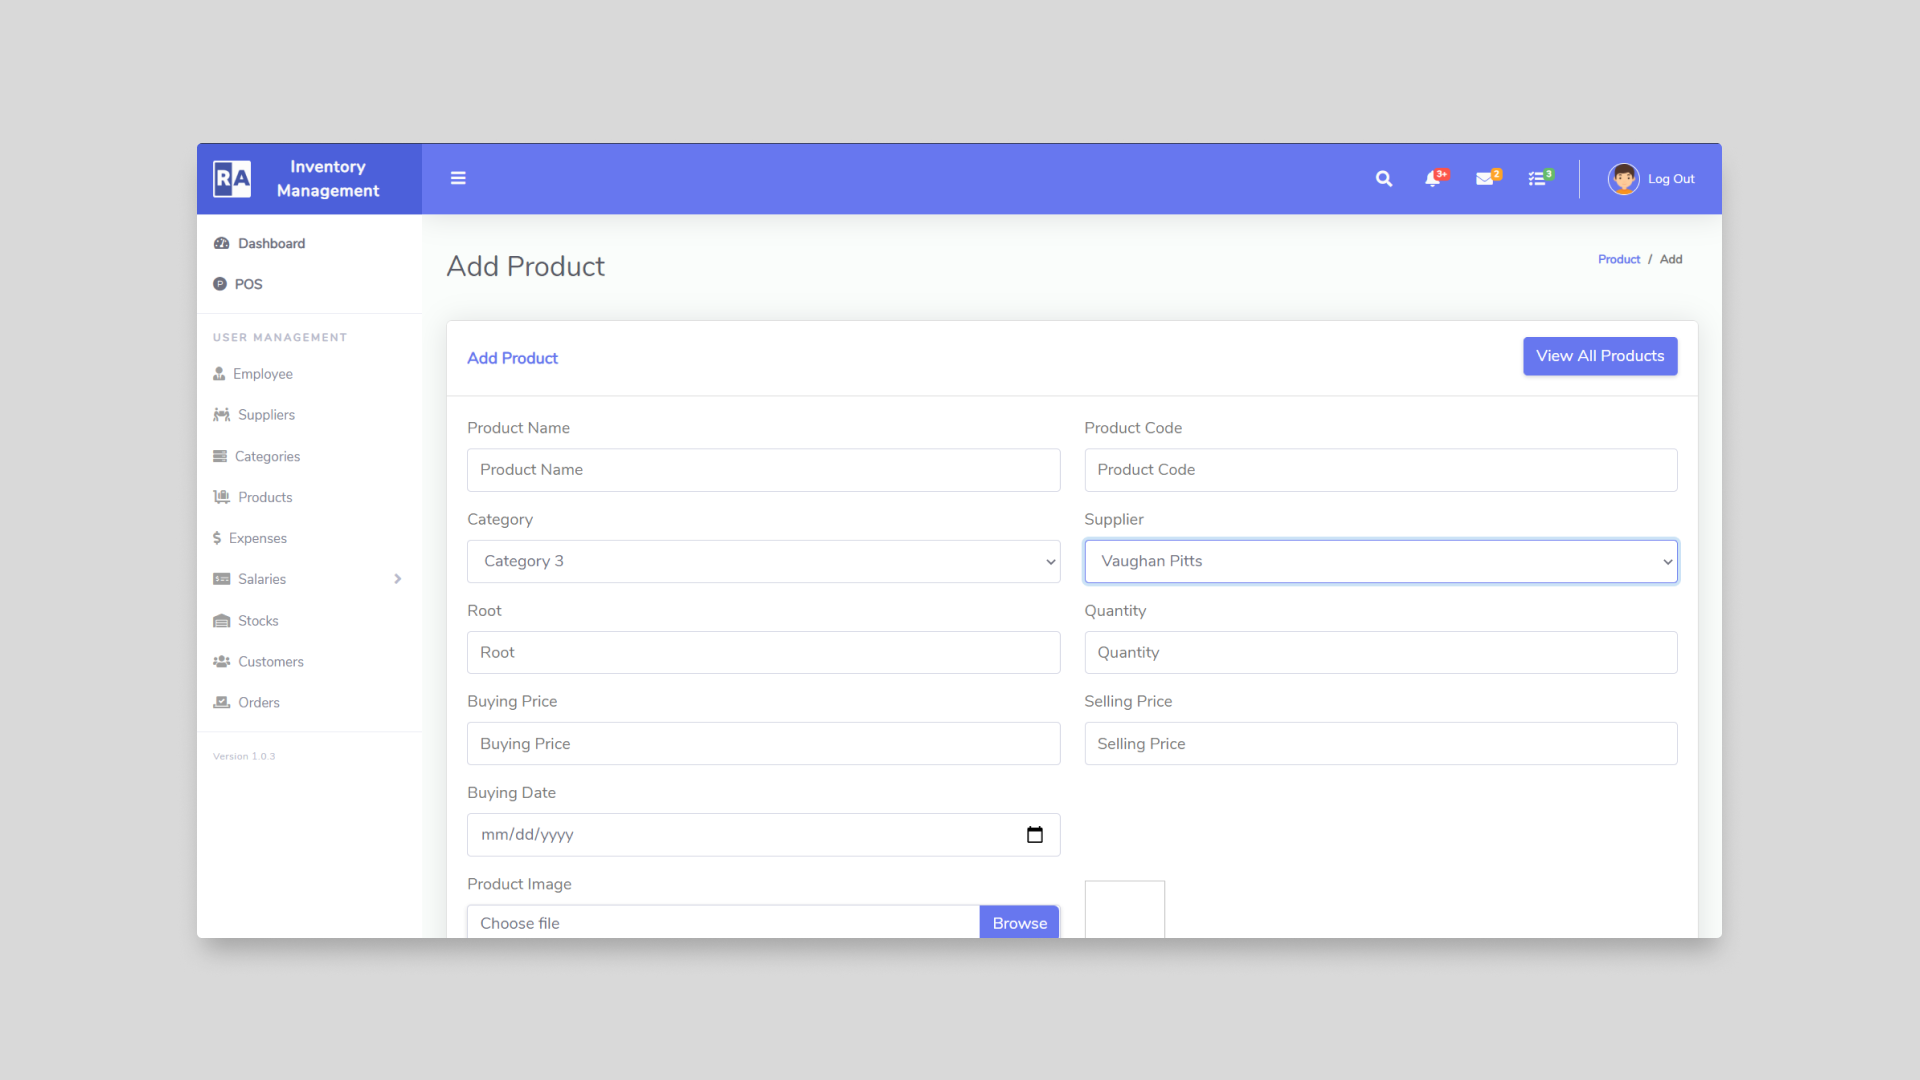 RA
Inventory
Management
3+
2
3
Log Out
Dashboard
POS
USER MANAGEMENT
Employee
Suppliers
Categories
Products
Expenses
Salaries
Stocks
Customers
Orders
Version 1.0.3
Add Product
Product / Add
Add Product
View All Products
Product Name
Product Code
Product Name
Product Code
Category
Supplier
Category 3
Vaughan Pitts
Root
Quantity
Root
Quantity
Buying Price
Selling Price
Buying Price
Selling Price
Buying Date
mm/dd/yyyy
Product Image
Choose file
Browse